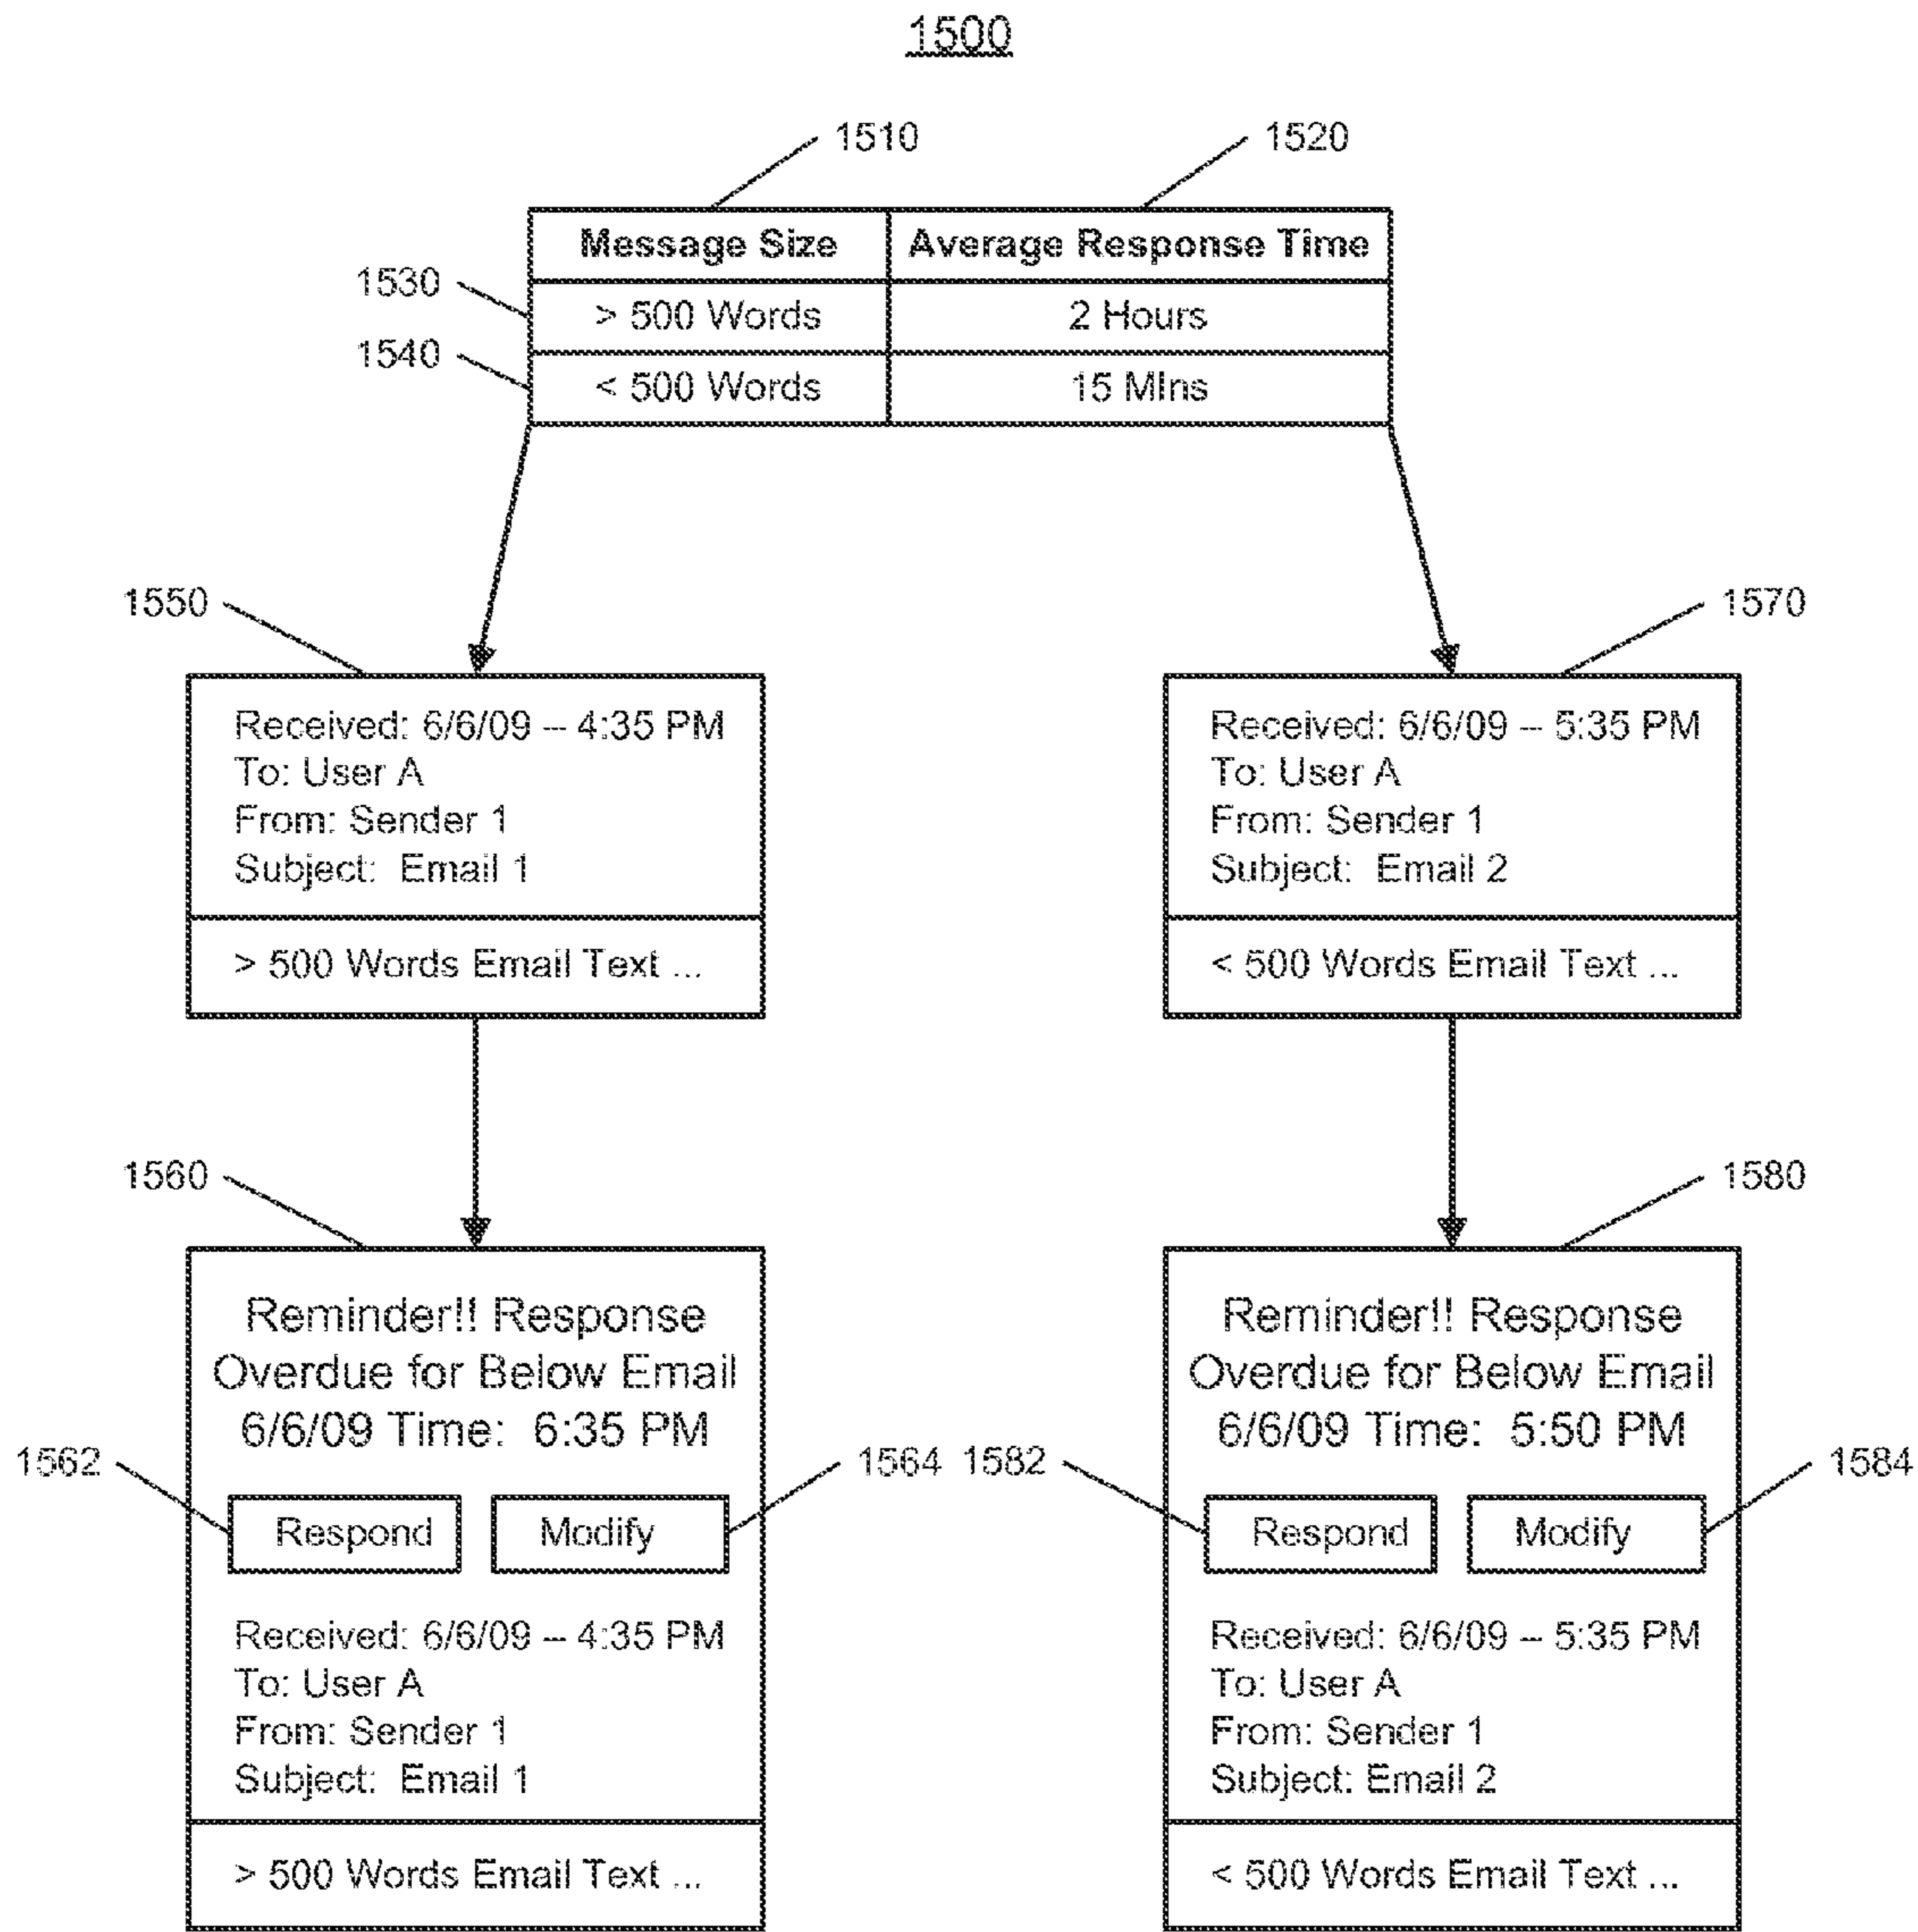 1500
1510
1520
Message Size
Average Response Time
1530
> 500 Words
2 Hours
1540
< 500 Words
15 MIns
1550
Received: 6/6/09 – 4:35 PM
To: User A
From: Sender 1
Subject: Email 1
> 500 Words Email Text ...
1570
Received: 6/6/09 – 5:35 PM
To: User A
From: Sender 1
Subject: Email 2
< 500 Words Email Text ...
1560
Reminder!! Response
Overdue for Below Email
6/6/09 Time: 6:35 PM
1562
1564
Respond
Modify
Received: 6/6/09 – 4:35 PM
To: User A
From: Sender 1
Subject: Email 1
> 500 Words Email Text ...
1580
Reminder!! Response
Overdue for Below Email
6/6/09 Time: 5:50 PM
1582
1584
Respond
Modify
Received: 6/6/09 – 5:35 PM
To: User A
From: Sender 1
Subject: Email 2
< 500 Words Email Text ...